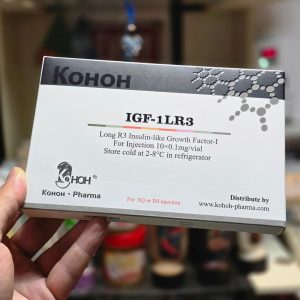 KOHOH
IGF-1LR3
Long R3 Insulin-like Growth Factor-I
For Injection 10×0.1mg/vial
Store cold at 2-8°C in refrigerator
KOHOH ®
KOHOH · Pharma
For SQ or IM injection
Distribute by
www.kohoh-pharma.com